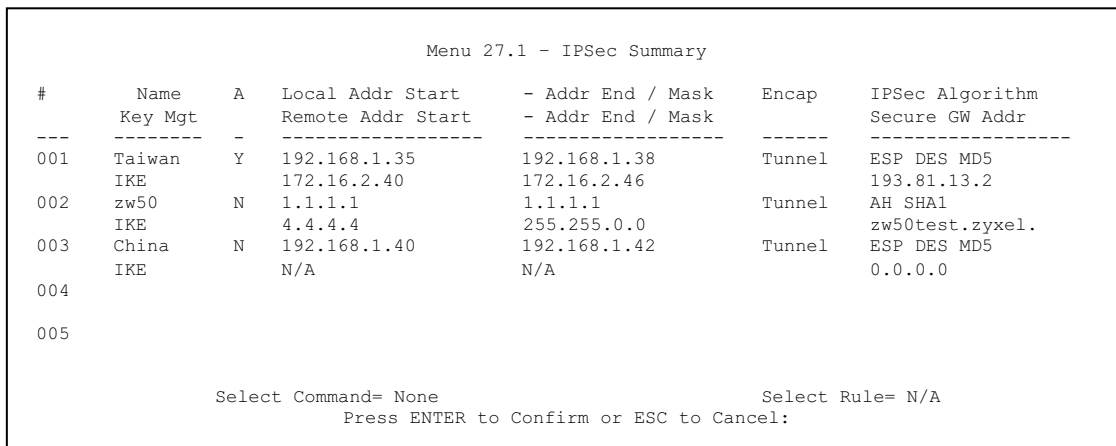 Menu 27.1 – IPSec Summary
#        Name    A   Local Addr Start     - Addr End / Mask    Encap    IPSec Algorithm
         Key Mgt     Remote Addr Start    - Addr End / Mask             Secure GW Addr
---   --------   -   ------------------   ------------------   ------   ------------------
001   Taiwan     Y   192.168.1.35         192.168.1.38         Tunnel   ESP DES MD5
      IKE            172.16.2.40          172.16.2.46                   193.81.13.2
002   zw50       N   1.1.1.1              1.1.1.1              Tunnel   AH SHA1
      IKE            4.4.4.4              255.255.0.0                   zw50test.zyxel.
003   China      N   192.168.1.40         192.168.1.42         Tunnel   ESP DES MD5
      IKE            N/A                  N/A                           0.0.0.0
004
005
Select Command= None                                Select Rule= N/A
Press ENTER to Confirm or ESC to Cancel: